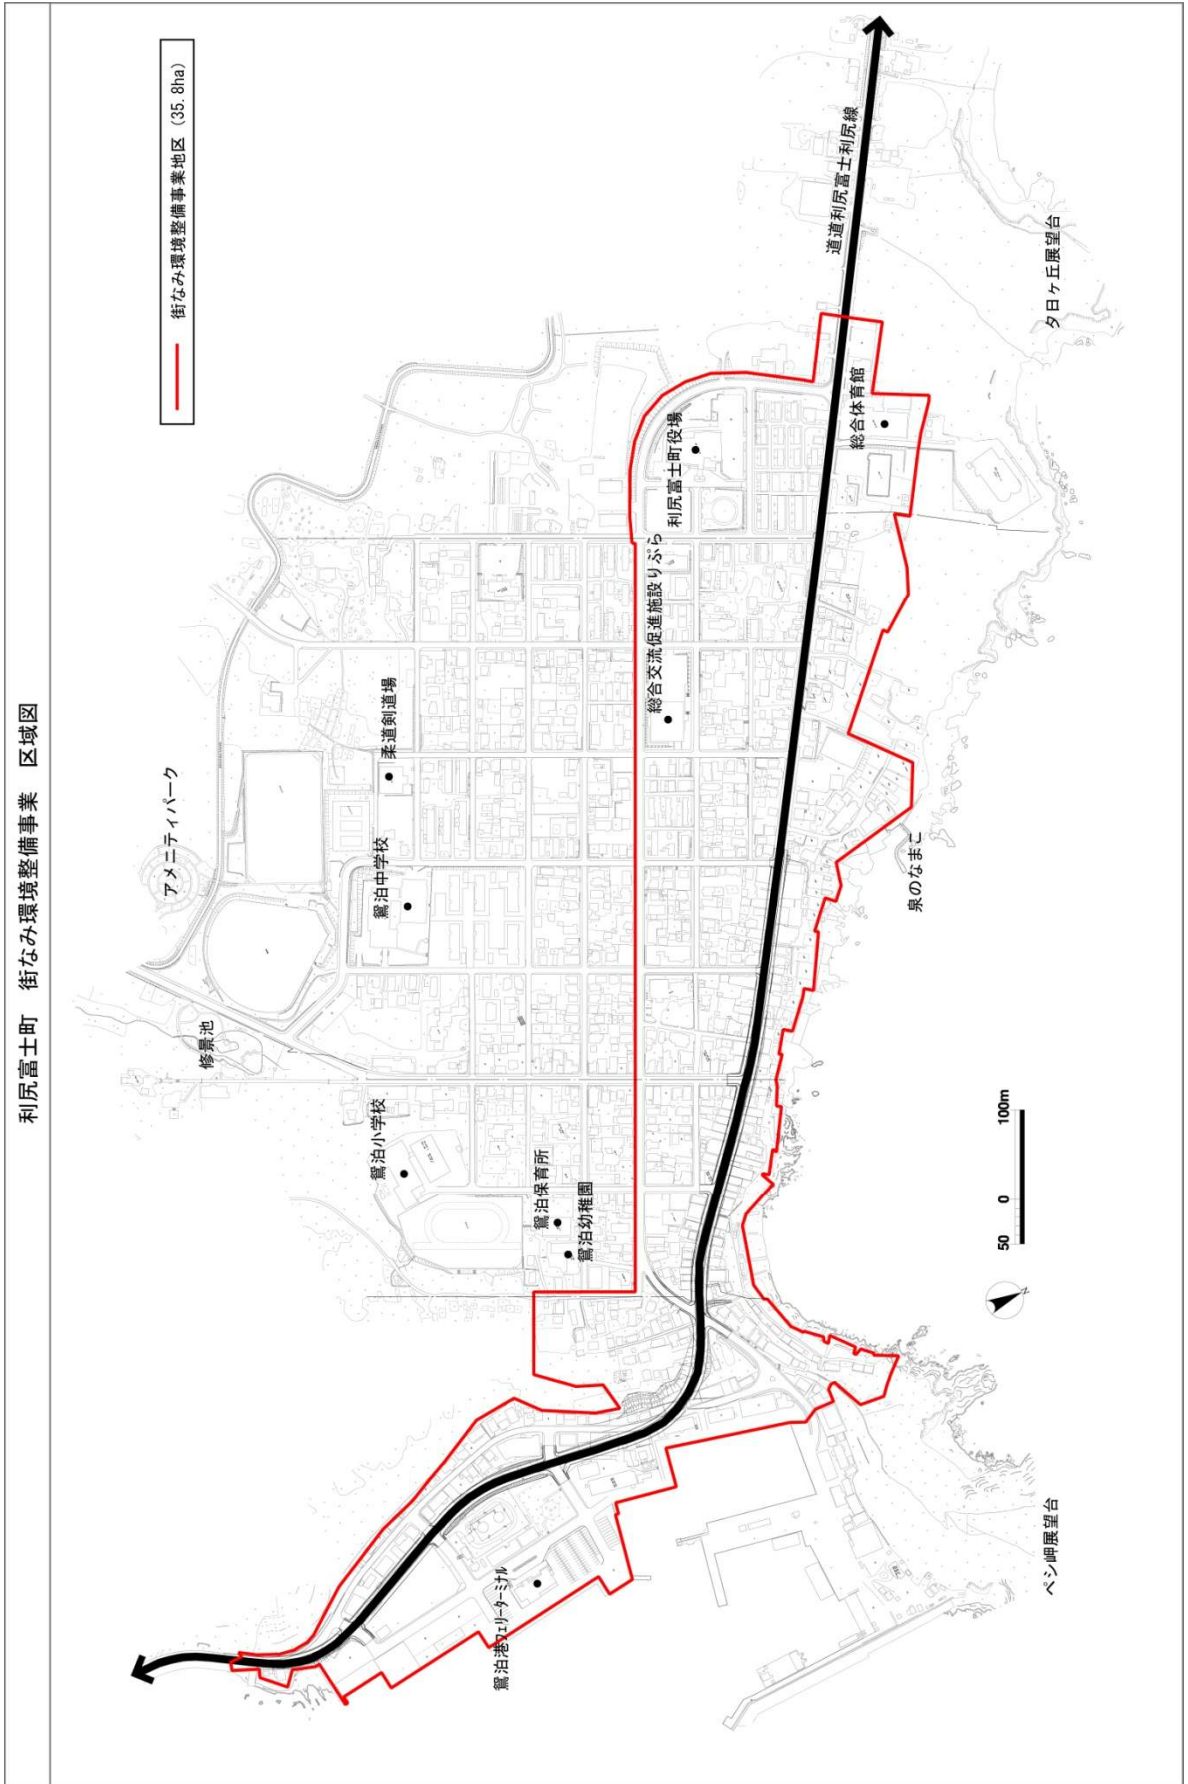 利尻富士町　街なみ環境整備事業　区域図
街なみ環境整備事業地区 (35.8ha)
道道利尻富士利尻線
夕日ヶ丘展望台
総合体育館
利尻富士町役場
総合交流促進施設りぷら
柔道剣道場
アメニティパーク
鴛泊中学校
泉のなまこ
修景池
鴛泊小学校
鴛泊保育所
鴛泊幼稚園
鴛泊港フェリーターミナル
ペシ岬展望台
50 0 100m
N